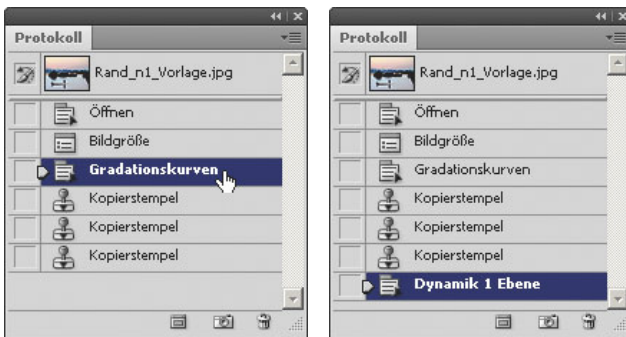 Protokoll
Rand_n1_Vorlage.jpg
Öffnen
Bildgröße
Gradationskurven
Kopierstempel
Kopierstempel
Kopierstempel
Protokoll
Rand_n1_Vorlage.jpg
Öffnen
Bildgröße
Gradationskurven
Kopierstempel
Kopierstempel
Kopierstempel
Dynamik 1 Ebene